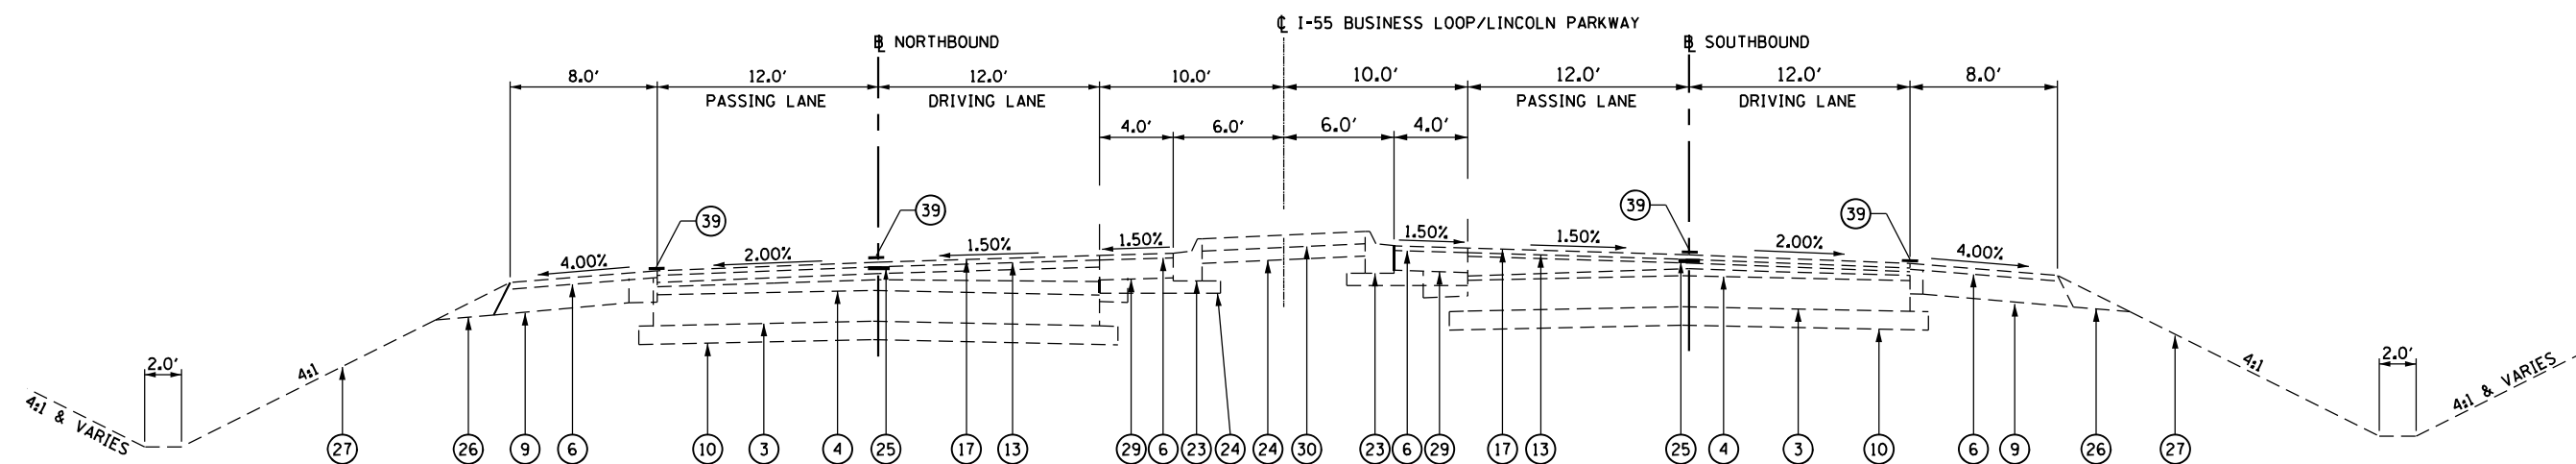 ℄ I-55 BUSINESS LOOP/LINCOLN PARKWAY
℄ NORTHBOUND
℄ SOUTHBOUND
8.0' 12.0' 12.0' 10.0' 10.0' 12.0' 12.0' 8.0'
PASSING LANE DRIVING LANE PASSING LANE DRIVING LANE
4.0' 6.0' 6.0' 4.0'
39 39 39 39
4.00% 2.00% 1.50% 1.50% 1.50% 1.50% 2.00% 4.00%
2.0' 4:1 4:1 2.0'
4:1 & VARIES 4:1 & VARIES
27 26 9 6 10 3 4 25 17 13 29 6 23 24 24 30 23 6 29 17 13 25 4 3 10 6 9 26 27